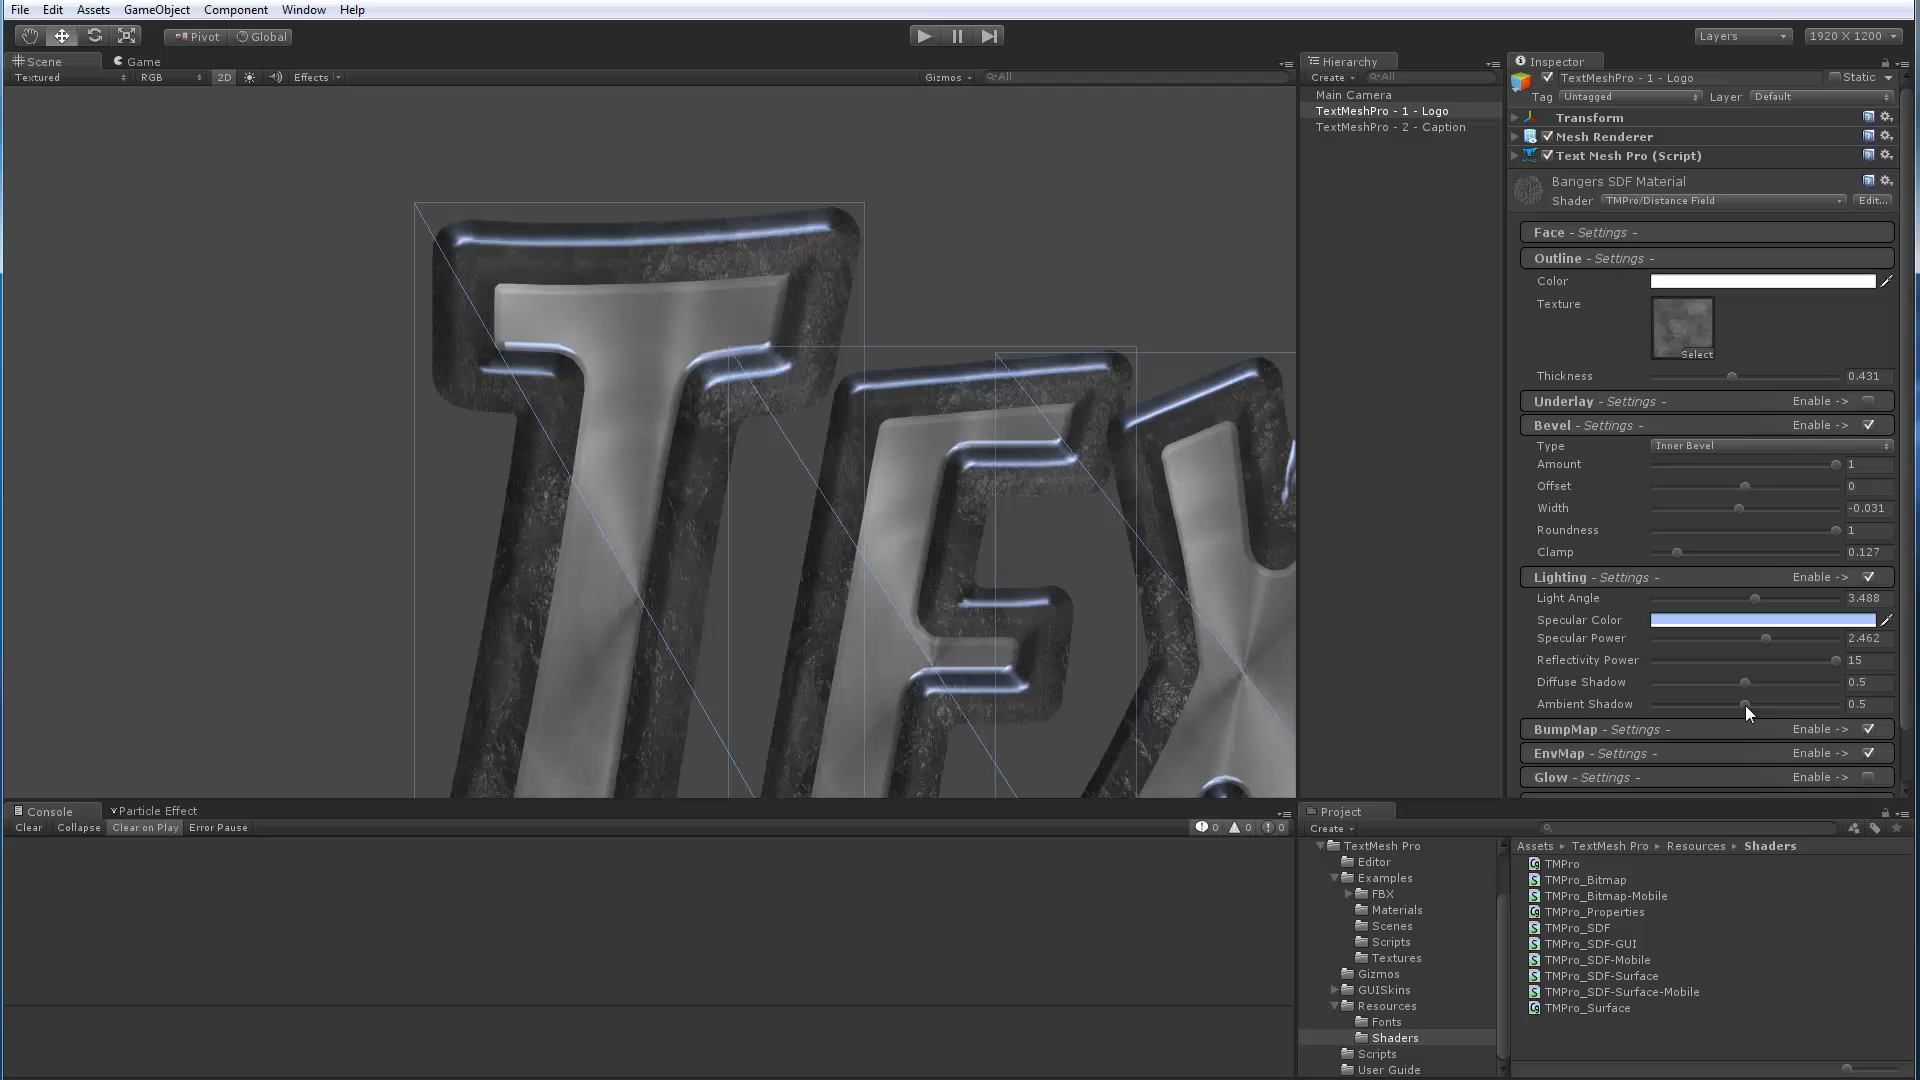 File Edit Assets GameObject Component Window Help
Pivot Global Layers 1920 X 1200
Scene Game
Textured RGB 2D Effects Gizmos All
TEX
Hierarchy
Create All
Main Camera
TextMeshPro - 1 - Logo
TextMeshPro - 2 - Caption
Inspector
TextMeshPro - 1 - Logo Static
Tag Untagged Layer Default
Transform
Mesh Renderer
Text Mesh Pro (Script)
Bangers SDF Material
Shader TMPro/Distance Field Edit...
Face - Settings -
Outline - Settings -
Color
Texture
Select
Thickness 0.431
Underlay - Settings - Enable ->
Bevel - Settings - Enable ->
Type Inner Bevel
Amount 1
Offset 0
Width -0.031
Roundness 1
Clamp 0.127
Lighting - Settings - Enable ->
Light Angle 3.488
Specular Color
Specular Power 2.462
Reflectivity Power 15
Diffuse Shadow 0.5
Ambient Shadow 0.5
BumpMap - Settings - Enable ->
EnvMap - Settings - Enable ->
Glow - Settings - Enable ->
Console Particle Effect
Clear Collapse Clear on Play Error Pause 0 0 0
Project
Create
TextMesh Pro
Editor
Examples
FBX
Materials
Scenes
Scripts
Textures
Gizmos
GUISkins
Resources
Fonts
Shaders
Scripts
User Guide
Assets TextMesh Pro Resources Shaders
TMPro
TMPro_Bitmap
TMPro_Bitmap-Mobile
TMPro_Properties
TMPro_SDF
TMPro_SDF-GUI
TMPro_SDF-Mobile
TMPro_SDF-Surface
TMPro_SDF-Surface-Mobile
TMPro_Surface